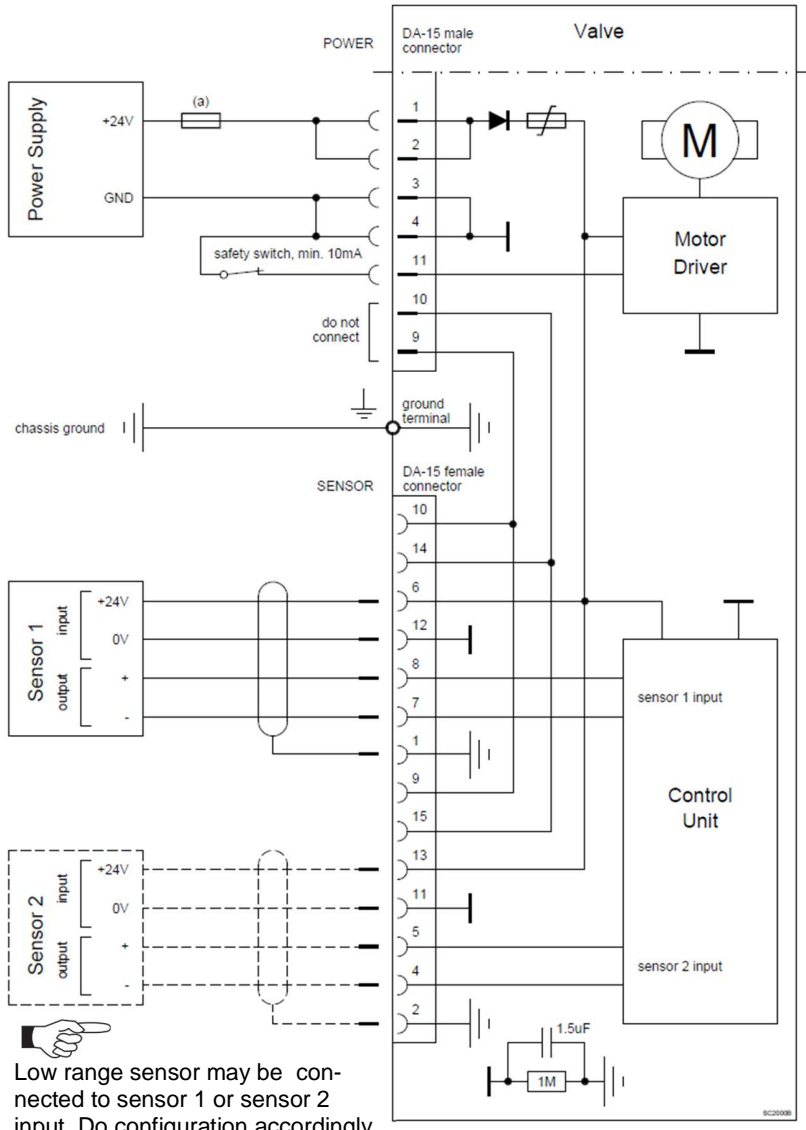 Valve
POWER
DA-15 male
connector
Power Supply
+24V
GND
(a)
1
2
3
4
11
10
9
safety switch, min. 10mA
do not
connect
M
Motor
Driver
chassis ground
ground
terminal
SENSOR
DA-15 female
connector
10
14
6
12
8
7
1
9
15
13
11
5
4
2
Sensor 1
input
output
+24V
0V
+
-
Sensor 2
input
output
+24V
0V
+
-
sensor 1 input
Control
Unit
sensor 2 input
1.5uF
1M
SC2000B
Low range sensor may be con-
nected to sensor 1 or sensor 2
input. Do configuration accordingly